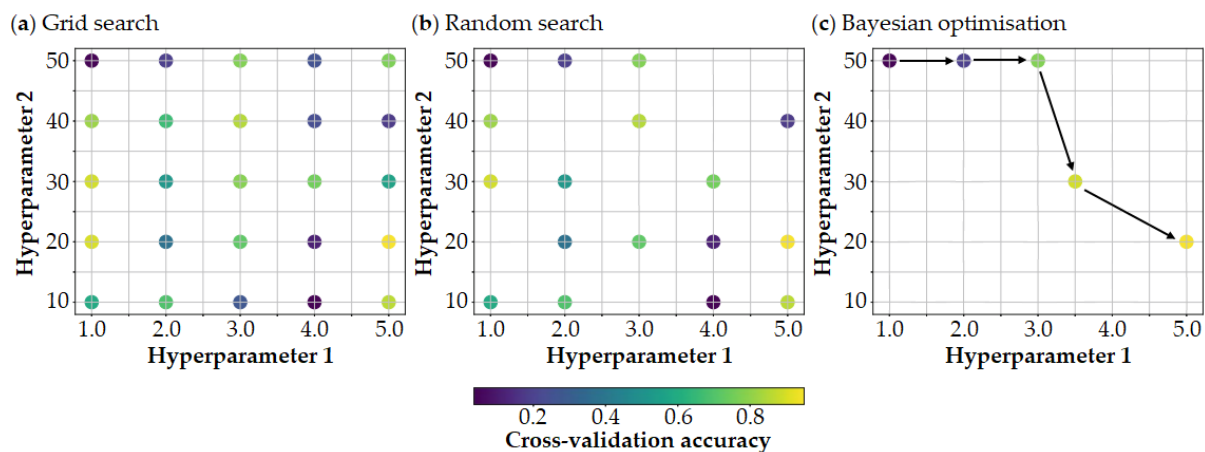 (a) Grid search
(b) Random search
(c) Bayesian optimisation
Hyperparameter 2
50
40
30
20
10
1.0 2.0 3.0 4.0 5.0
Hyperparameter 1
Hyperparameter 2
50
40
30
20
10
1.0 2.0 3.0 4.0 5.0
Hyperparameter 1
Hyperparameter 2
50
40
30
20
10
1.0 2.0 3.0 4.0 5.0
Hyperparameter 1
0.2 0.4 0.6 0.8
Cross-validation accuracy